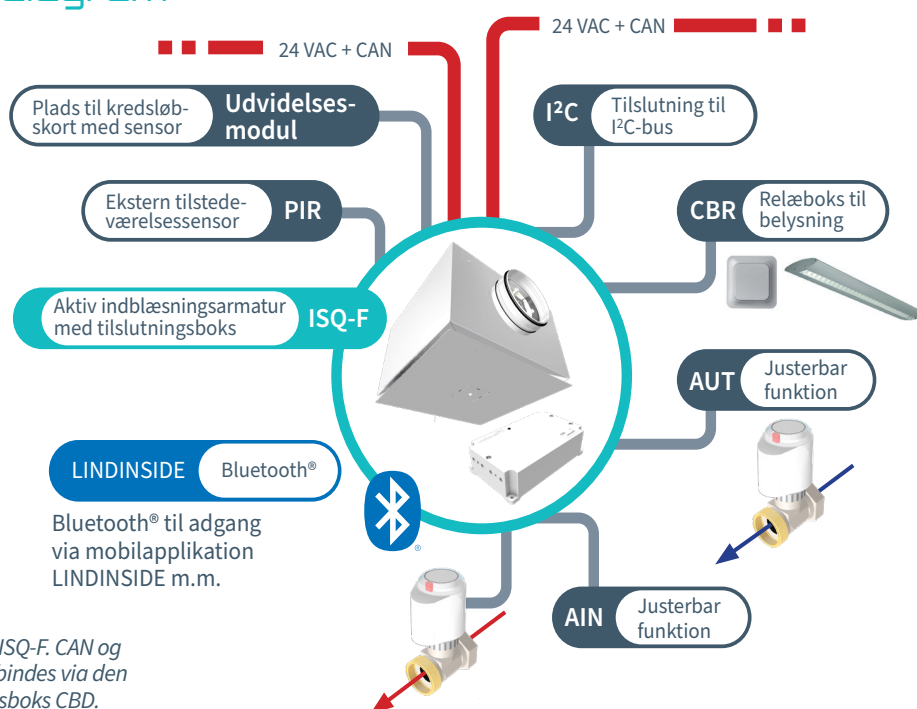 24 VAC + CAN
24 VAC + CAN
Plads til kredsløb-
skort med sensor
Udvidelses-
modul
I²C
Tilslutning til
I²C-bus
Ekstern tilstede-
værelsessensor
PIR
CBR
Relæboks til
belysning
Aktiv indblæsningsarmatur
med tilslutningsboks
ISQ-F
AUT
Justerbar
funktion
LINDINSIDE
Bluetooth®
Bluetooth® til adgang
via mobilapplikation
LINDINSIDE m.m.
®
AIN
Justerbar
funktion
ISQ-F. CAN og
bindes via den
sboks CBD.